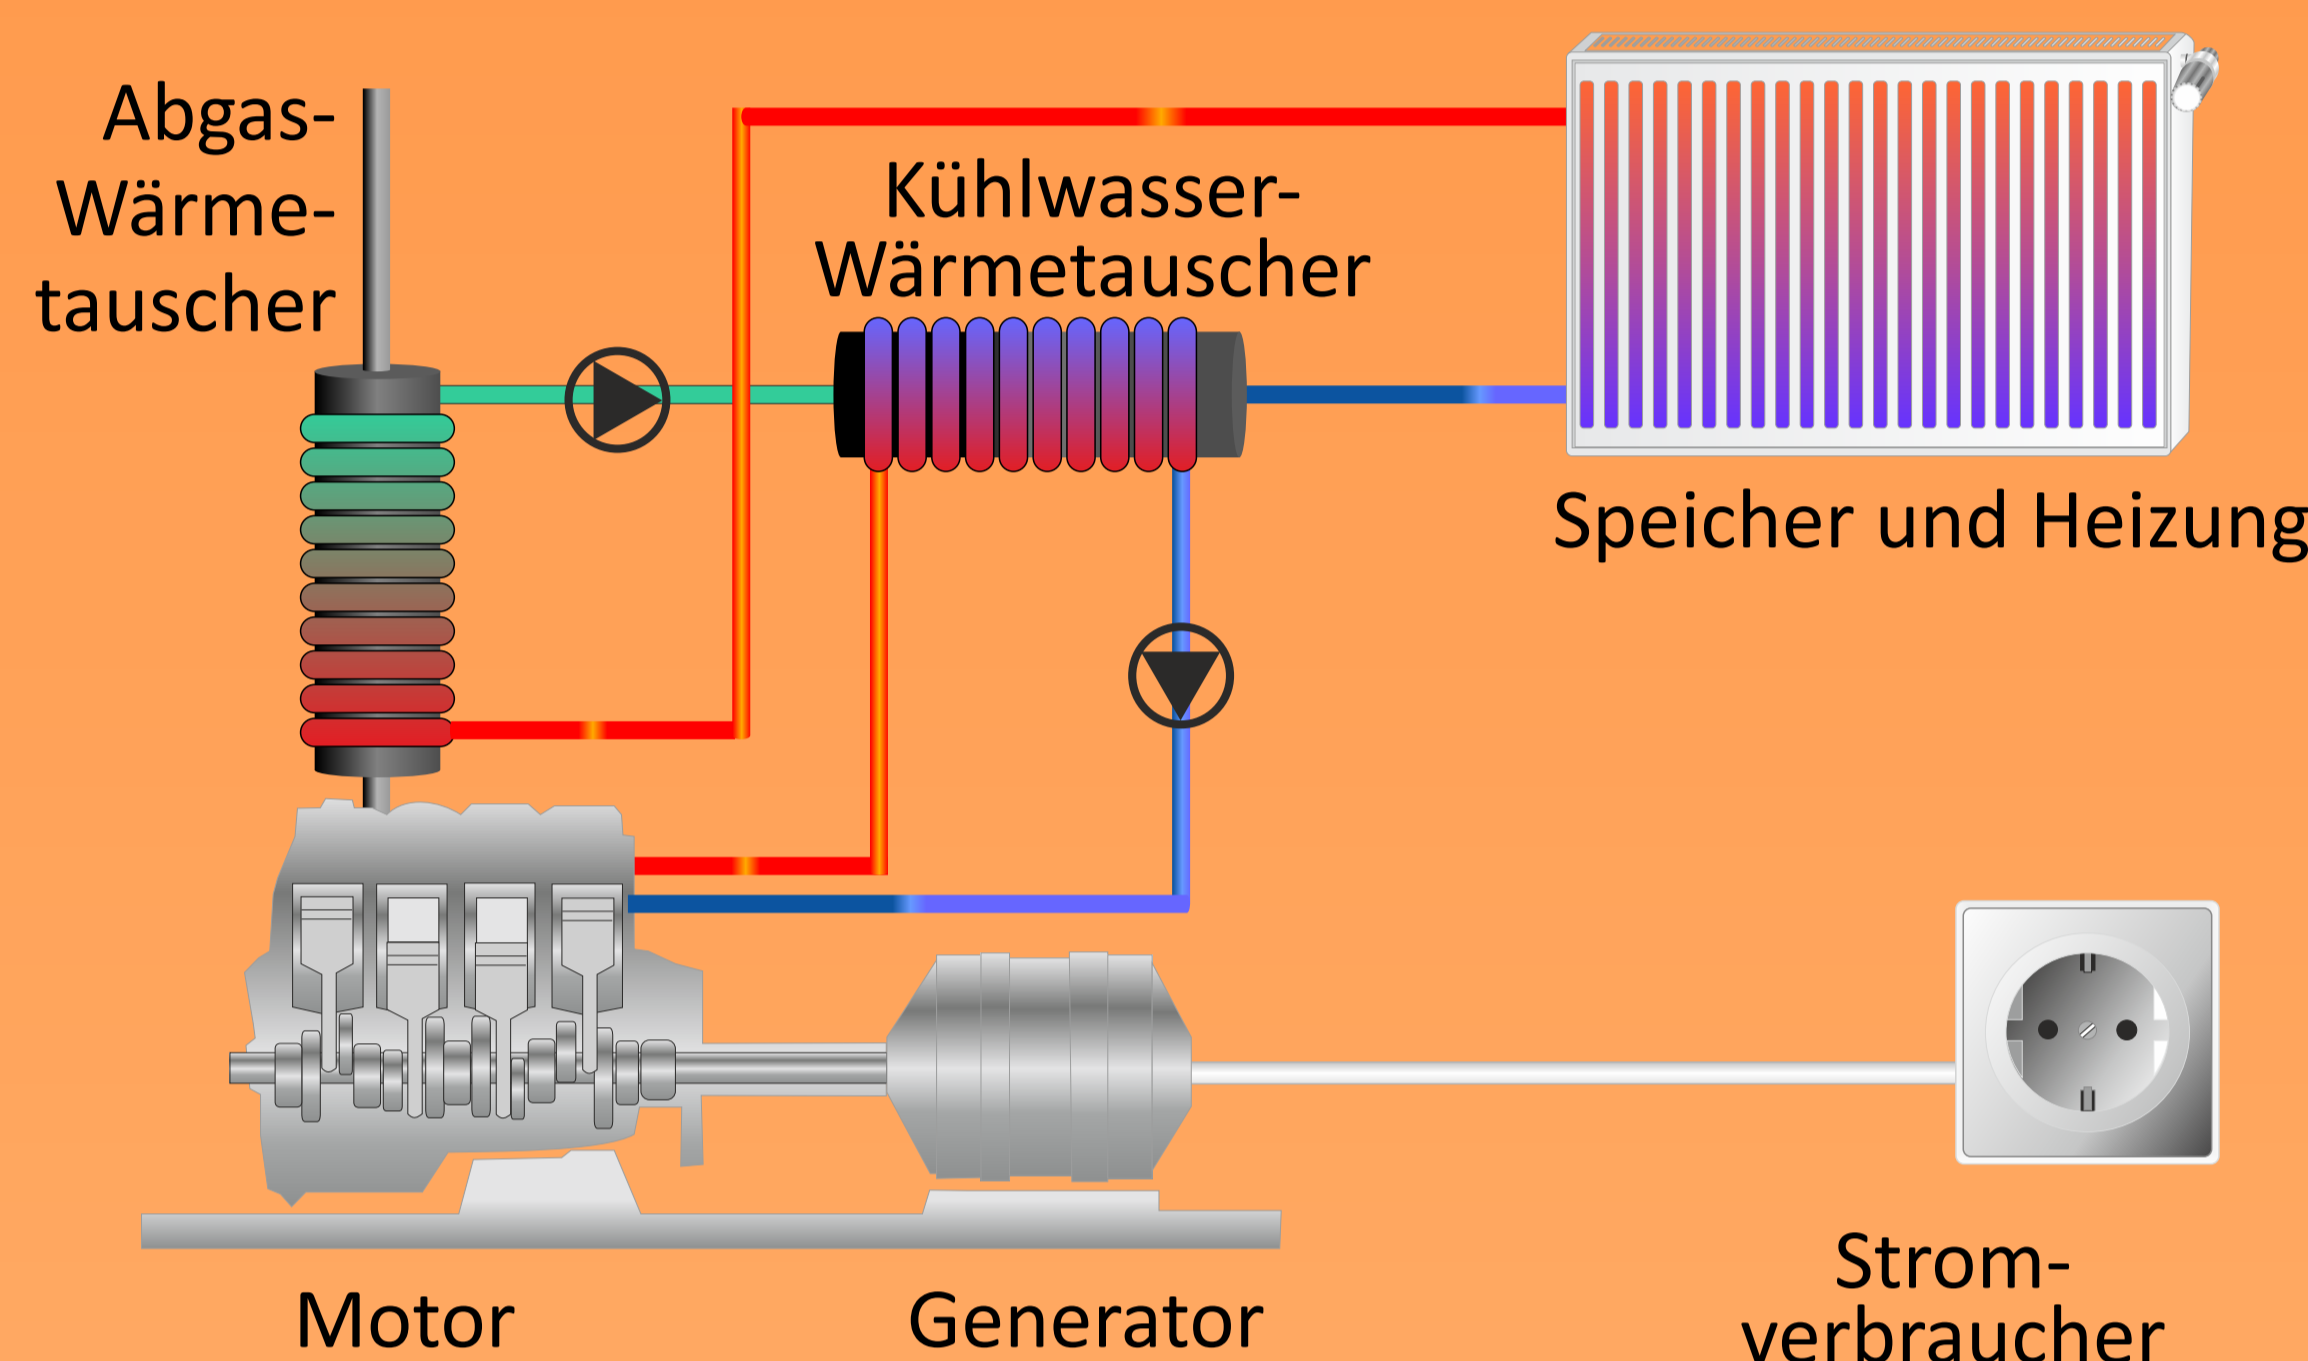 Abgas-
Wärme-
tauscher
Kühlwasser-
Wärmetauscher
Speicher und Heizung
Motor
Generator
Strom-
verbraucher